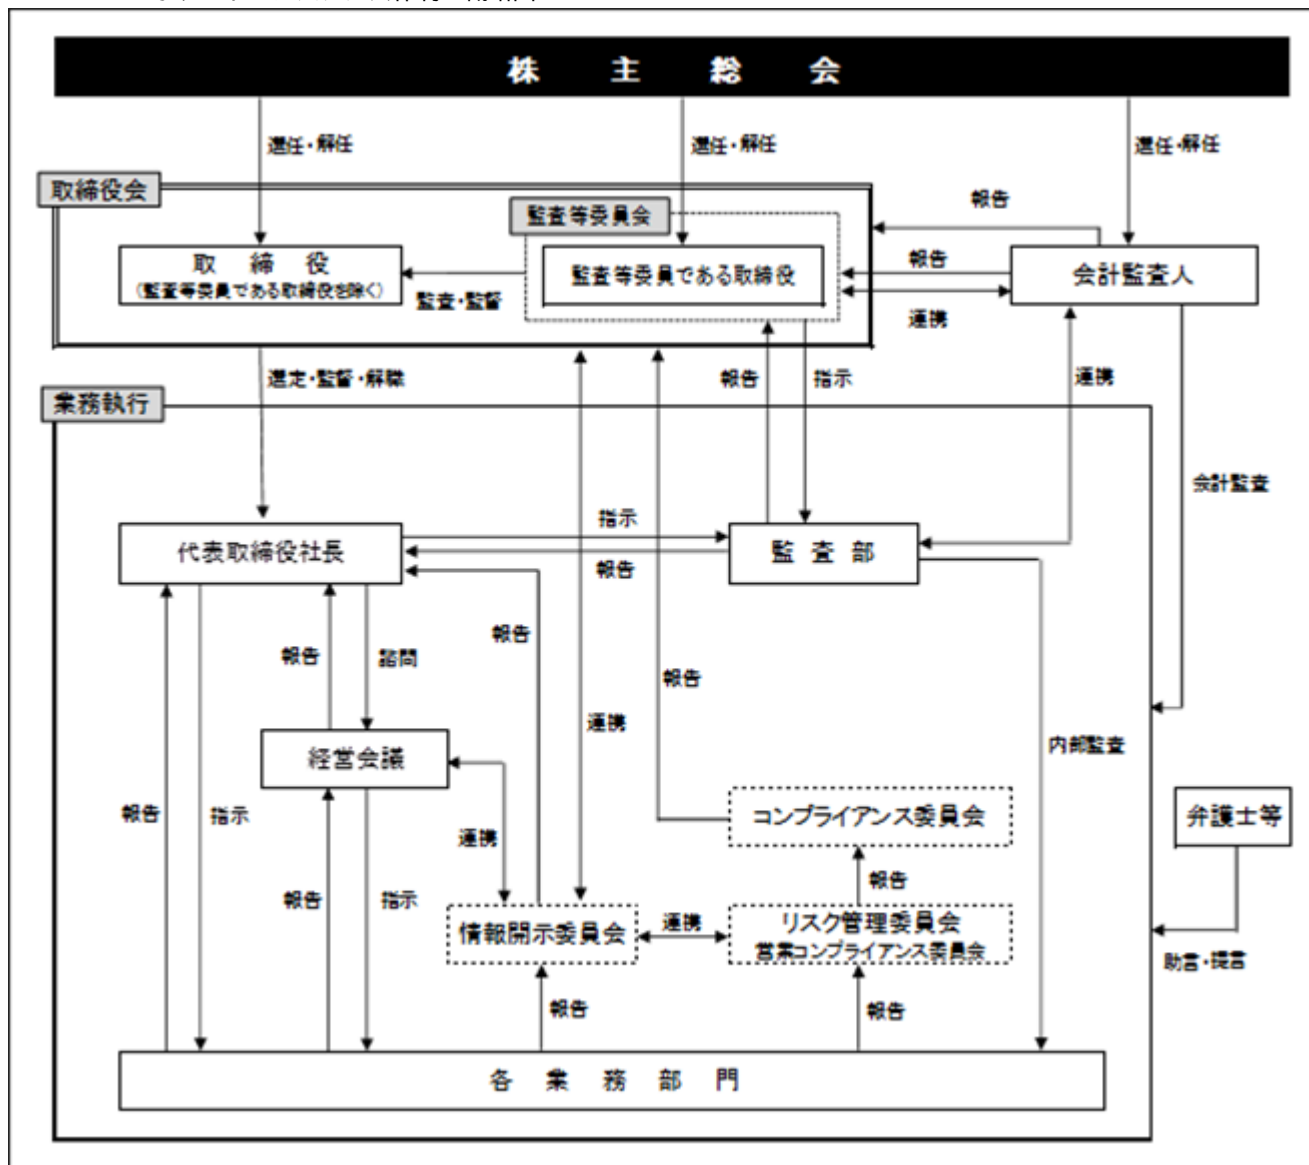 株主総会
選任・解任
選任・解任
選任・解任
取締役会
監査等委員会
報告
取締役
(監査等委員である取締役を除く)
監査等委員である取締役
報告
会計監査人
監査・監督
連携
選定・監督・解職
報告
指示
連携
業務執行
会計監査
指示
代表取締役社長
監査部
報告
報告
報告
諮問
報告
連携
内部監査
経営会議
報告
指示
連携
コンプライアンス委員会
弁護士等
報告
指示
報告
情報開示委員会
連携
リスク管理委員会
営業コンプライアンス委員会
助言・提言
報告
報告
各業務部門